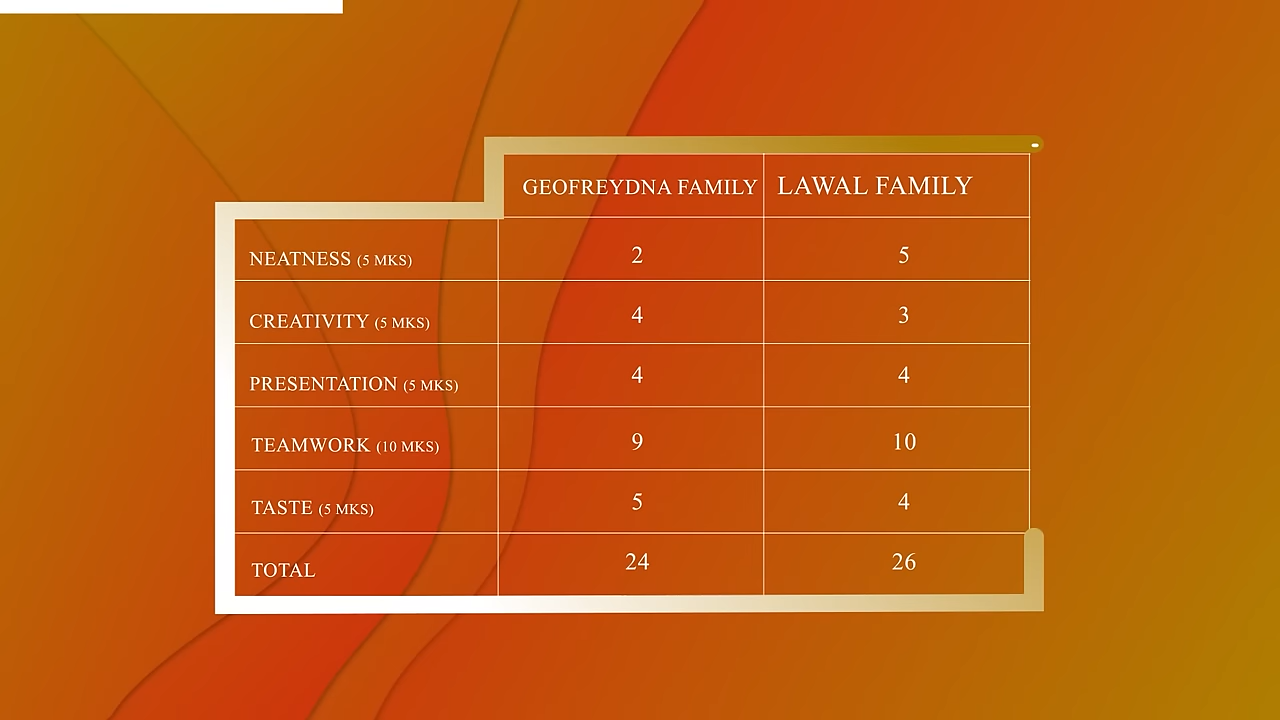 GEOFREYDNA FAMILY LAWAL FAMILY
NEATNESS (5 MKS) 2 5
CREATIVITY (5 MKS) 4 3
PRESENTATION (5 MKS) 4 4
TEAMWORK (10 MKS) 9 10
TASTE (5 MKS) 5 4
TOTAL 24 26